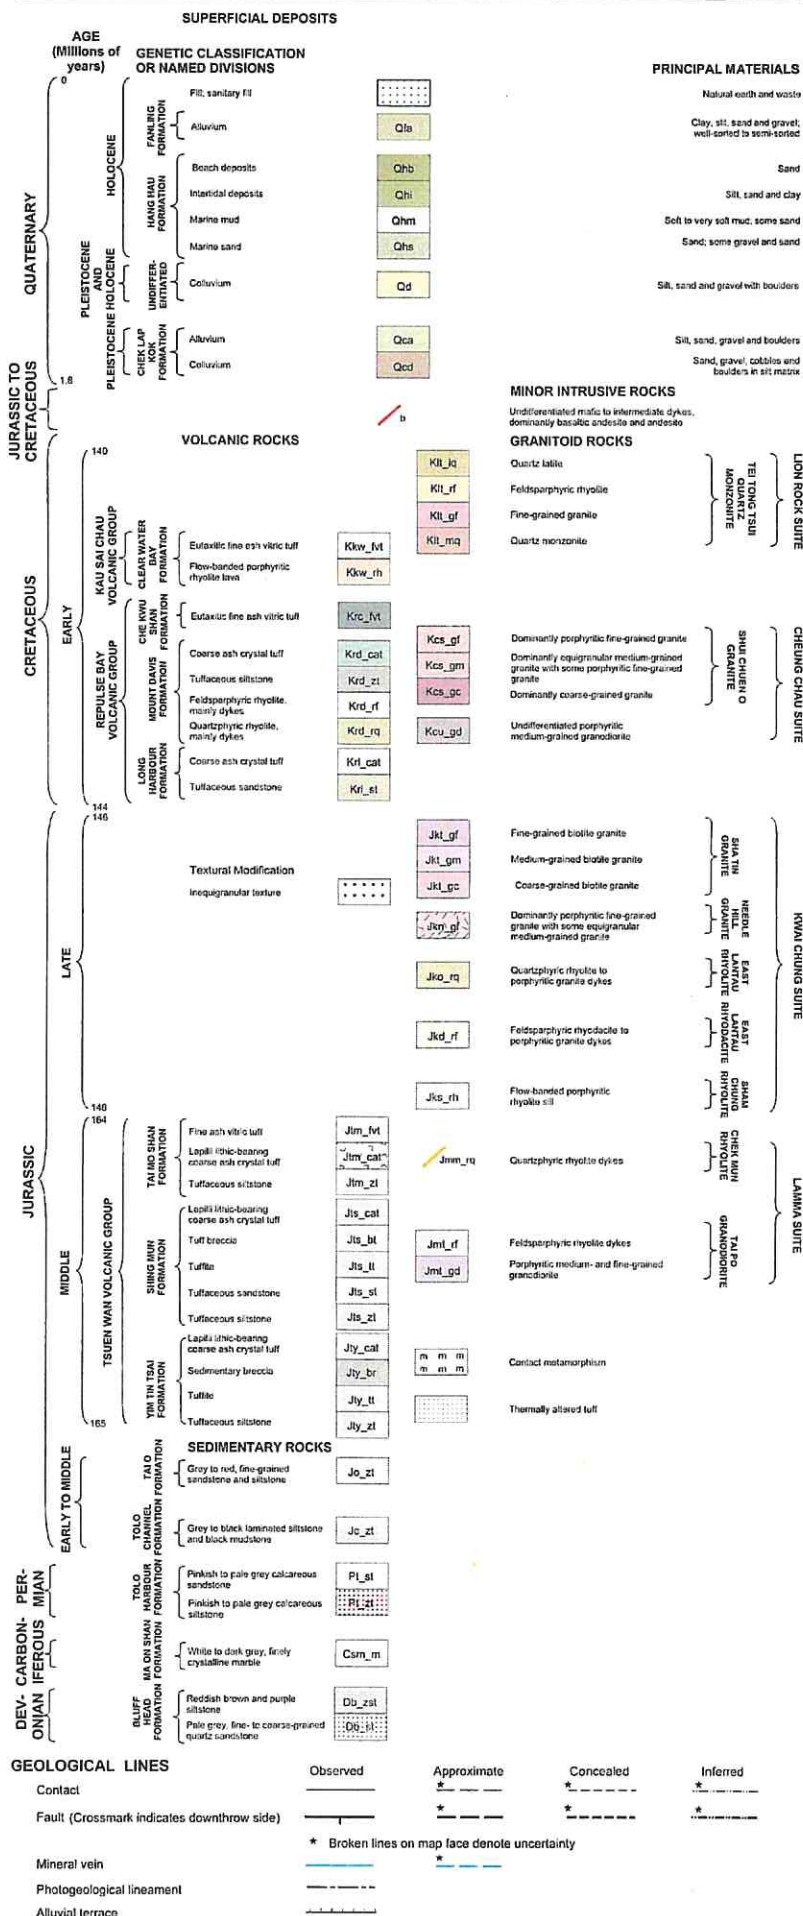 SUPERFICIAL DEPOSITS
AGE
(Millions of
years)
GENETIC CLASSIFICATION
OR NAMED DIVISIONS
PRINCIPAL MATERIALS
0
QUATERNARY
HOLOCENE
Fill, sanitary fill
Natural earth and waste
FANLING
FORMATION
Alluvium
Qfa
Clay, silt, sand and gravel;
well-sorted to semi-sorted
HANG HAU
FORMATION
Beach deposits
Qhb
Sand
Intertidal deposits
Qhi
Silt, sand and clay
Marine mud
Qhm
Soft to very soft mud, some sand
Marine sand
Qhs
Sand; some gravel and sand
PLEISTOCENE
AND
HOLOCENE
UNDIFFER-
ENTIATED
Colluvium
Qd
Silt, sand and gravel with boulders
PLEISTOCENE
CHEK LAP
KOK
FORMATION
Alluvium
Qca
Silt, sand, gravel and boulders
Colluvium
Qcd
Sand, gravel, cobbles and
boulders in silt matrix
1.8
JURASSIC TO
CRETACEOUS
MINOR INTRUSIVE ROCKS
b
Undifferentiated mafic to intermediate dykes,
dominantly basaltic andesite and andesite
VOLCANIC ROCKS
GRANITOID ROCKS
140
CRETACEOUS
EARLY
Klt_lq
Quartz latite
Klt_rf
Feldsparphyric rhyolite
Klt_gf
Fine-grained granite
Klt_mq
Quartz monzonite
TEI TONG TSUI
QUARTZ
MONZONITE
LION ROCK SUITE
KAU SAI CHAU
VOLCANIC GROUP
CLEAR WATER
BAY
FORMATION
Eutaxitic fine ash vitric tuff
Kkw_fvt
Flow-banded porphyritic
rhyolite lava
Kkw_rh
REPULSE BAY
VOLCANIC GROUP
CHE KWU
SHAN
FORMATION
Eutaxitic fine ash vitric tuff
Krc_fvt
MOUNT DAVIS
FORMATION
Coarse ash crystal tuff
Krd_cat
Tuffaceous siltstone
Krd_zt
Feldsparphyric rhyolite,
mainly dykes
Krd_rf
Quartzphyric rhyolite,
mainly dykes
Krd_rq
LONG
HARBOUR
FORMATION
Coarse ash crystal tuff
Krl_cat
Tuffaceous sandstone
Krl_st
Kcs_gf
Dominantly porphyritic fine-grained granite
Kcs_gm
Dominantly equigranular medium-grained
granite with some porphyritic fine-grained
granite
Kcs_gc
Dominantly coarse-grained granite
SHUI CHUEN O
GRANITE
Kcu_gd
Undifferentiated porphyritic
medium-grained granodiorite
CHEUNG CHAU SUITE
144
146
JURASSIC
LATE
Textural Modification
Inequigranular texture
Jkt_gf
Fine-grained biotite granite
Jkt_gm
Medium-grained biotite granite
Jkt_gc
Coarse-grained biotite granite
SHA TIN
GRANITE
Jkn_gf
Dominantly porphyritic fine-grained
granite with some equigranular
medium-grained granite
NEEDLE
HILL
GRANITE
Jko_rq
Quartzphyric rhyolite to
porphyritic granite dykes
EAST
LANTAU
RHYOLITE
Jkd_rf
Feldsparphyric rhyodacite to
porphyritic granite dykes
EAST
LANTAU
RHYODACITE
Jks_rh
Flow-banded porphyritic
rhyolite sill
SHAM
CHUNG
RHYOLITE
KWAI CHUNG SUITE
148
164
MIDDLE
TSUEN WAN VOLCANIC GROUP
TAI MO SHAN
FORMATION
Fine ash vitric tuff
Jtm_fvt
Lapilli lithic-bearing
coarse ash crystal tuff
Jtm_cat
Tuffaceous siltstone
Jtm_zt
SHING MUN
FORMATION
Lapilli lithic-bearing
coarse ash crystal tuff
Jts_cat
Tuff breccia
Jts_bt
Tuffite
Jts_tt
Tuffaceous sandstone
Jts_st
Tuffaceous siltstone
Jts_zt
YIM TIN TSAI
FORMATION
Lapilli lithic-bearing
coarse ash crystal tuff
Jty_cat
Sedimentary breccia
Jty_br
Tuffite
Jty_tt
Tuffaceous siltstone
Jty_zt
165
Jmm_rq
Quartzphyric rhyolite dykes
CHEK MUN
RHYOLITE
Jmt_rf
Feldsparphyric rhyolite dykes
Jmt_gd
Porphyritic medium- and fine-grained
granodiorite
TAI PO
GRANODIORITE
LAMMA SUITE
m m m
m m m
Contact metamorphism
Thermally altered tuff
SEDIMENTARY ROCKS
EARLY TO MIDDLE
TAI O
FORMATION
Grey to red, fine-grained
sandstone and siltstone
Jo_zt
TOLO
CHANNEL
FORMATION
Grey to black laminated siltstone
and black mudstone
Jc_zt
PER-
MIAN
TOLO
HARBOUR
FORMATION
Pinkish to pale grey calcareous
sandstone
Pt_st
Pinkish to pale grey calcareous
siltstone
Pt_zt
CARBON-
IFEROUS
MA ON SHAN
FORMATION
White to dark grey, finely
crystalline marble
Csm_m
DEV-
ONIAN
BLUFF
HEAD
FORMATION
Reddish brown and purple
siltstone
Db_zst
Pale grey, fine- to coarse-grained
quartz sandstone
Db_st
GEOLOGICAL LINES
Observed
Approximate
Concealed
Inferred
Contact
* * *
Fault (Crossmark indicates downthrow side)
* * *
* Broken lines on map face denote uncertainty
Mineral vein
*
Photogeological lineament
Alluvial terrace